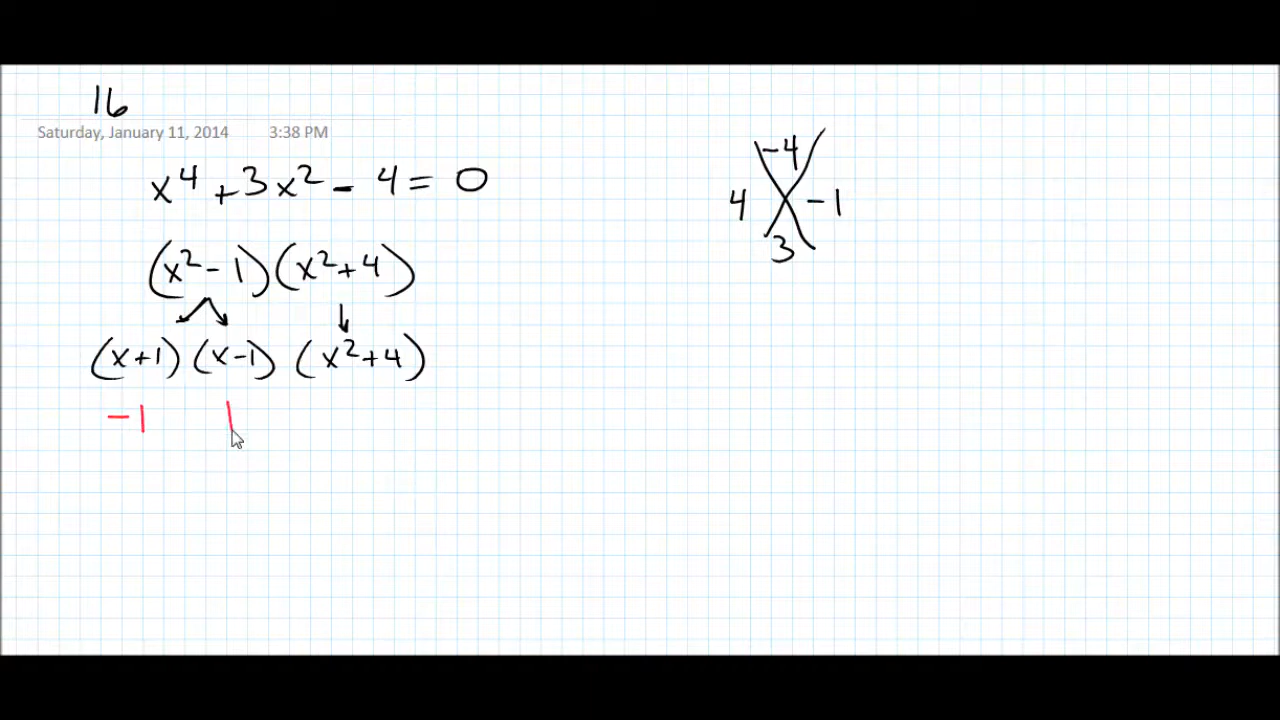 16
Saturday, January 11, 2014 3:38 PM
x⁴ + 3x² - 4 = 0
(x² - 1)(x² + 4)
(x + 1) (x - 1) (x² + 4)
-1 1
-4
4 -1
3